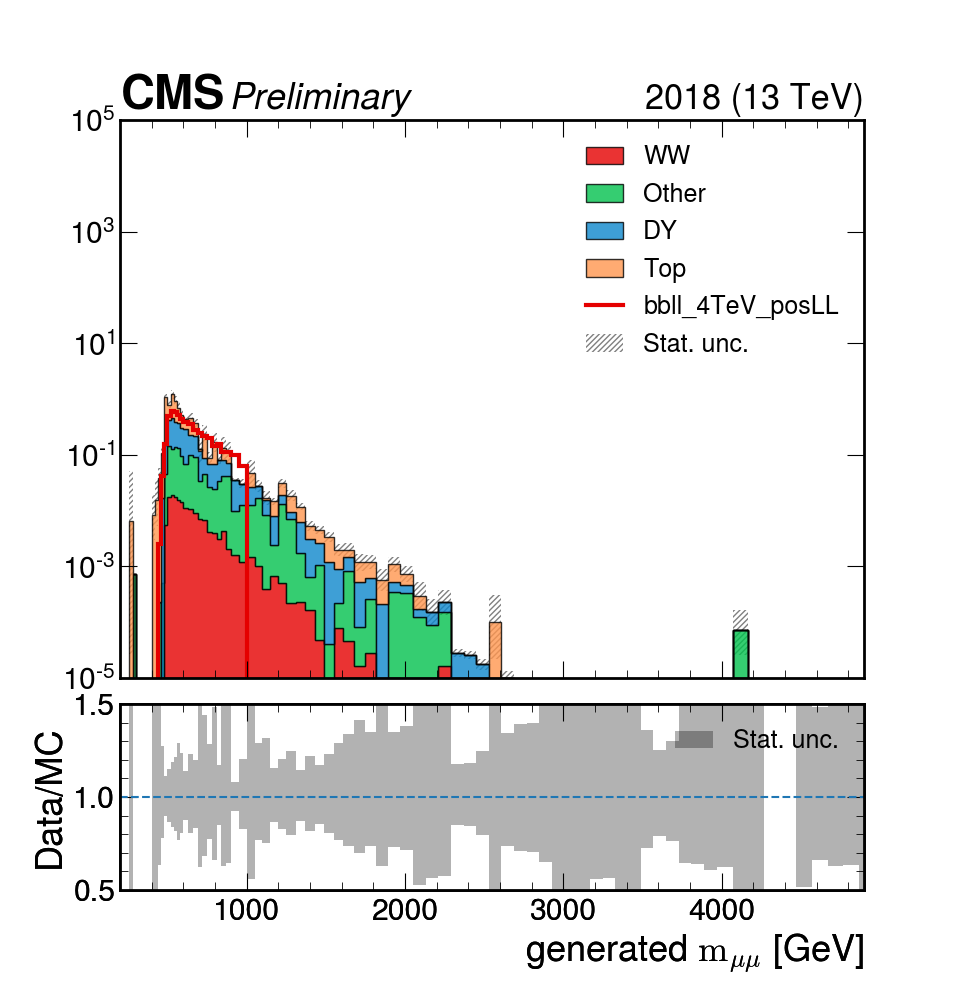 CMS Preliminary 2018 (13 TeV)
10^5
10^3
10^1
10^-1
10^-3
10^-5
WW
Other
DY
Top
bbll_4TeV_posLL
Stat. unc.
1.5
1.0
0.5
Data/MC
Stat. unc.
1000 2000 3000 4000
generated m_μμ [GeV]